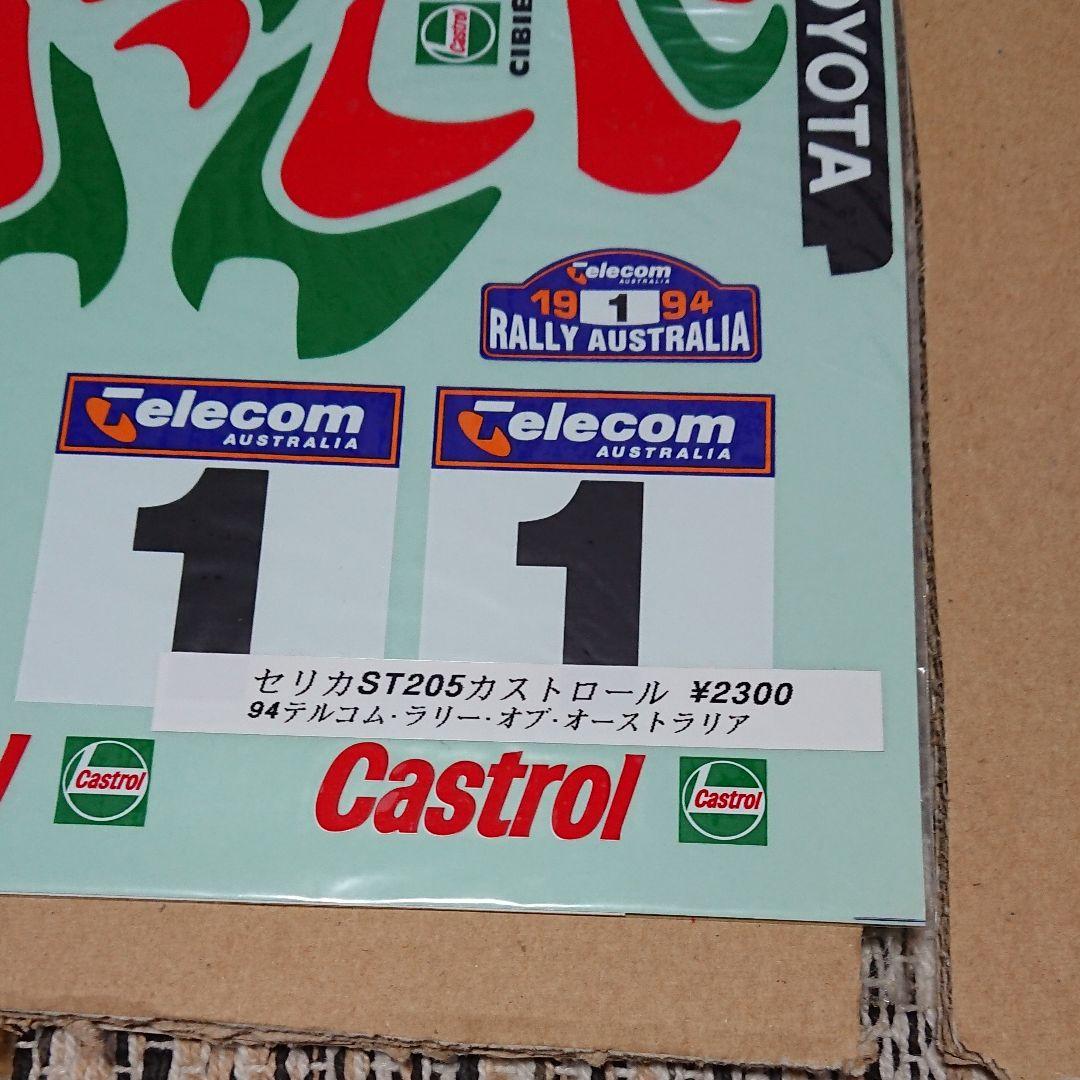 Castrol
CIBIE
TOYOTA
Telecom
AUSTRALIA
19 1 94
RALLY AUSTRALIA
Telecom
AUSTRALIA
1
Telecom
AUSTRALIA
1
セリカST205カストロール ¥2300
94テルコム·ラリー·オブ·オーストラリア
Castrol
Castrol
Castrol